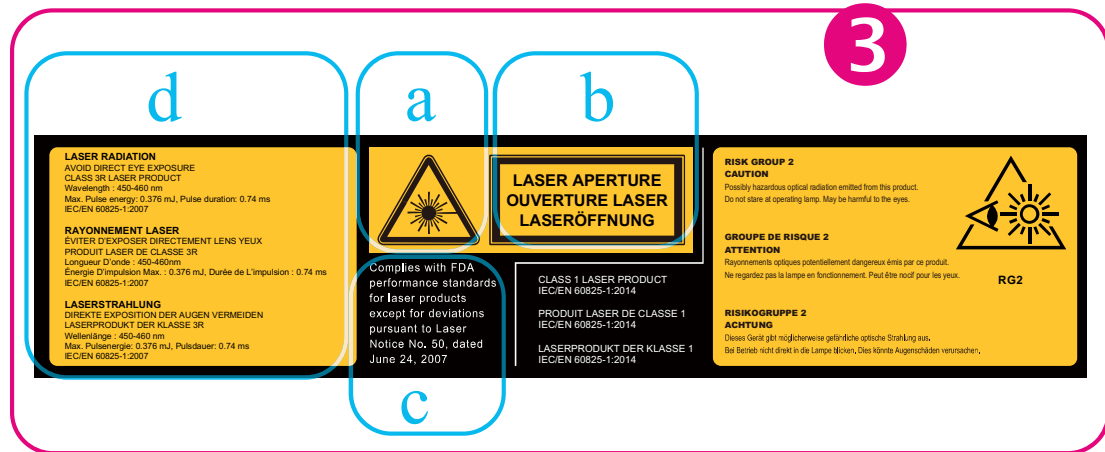 3
d
a
b
LASER RADIATION
AVOID DIRECT EYE EXPOSURE
CLASS 3R LASER PRODUCT
Wavelength : 450-460 nm
Max. Pulse energy: 0.376 mJ, Pulse duration: 0.74 ms
IEC/EN 60825-1:2007
RAYONNEMENT LASER
ÉVITER D'EXPOSER DIRECTEMENT LENS YEUX
PRODUIT LASER DE CLASSE 3R
Longueur D'onde : 450-460nm
Énergie D'impulsion Max. : 0.376 mJ, Durée de L'impulsion : 0.74 ms
IEC/EN 60825-1:2007
LASERSTRAHLUNG
DIREKTE EXPOSITION DER AUGEN VERMEIDEN
LASERPRODUKT DER KLASSE 3R
Wellenlänge : 450-460 nm
Max. Pulsenergie: 0.376 mJ, Pulsdauer: 0.74 ms
IEC/EN 60825-1:2007
LASER APERTURE
OUVERTURE LASER
LASERÖFFNUNG
Complies with FDA
performance standards
for laser products
except for deviations
pursuant to Laser
Notice No. 50, dated
June 24, 2007
c
CLASS 1 LASER PRODUCT
IEC/EN 60825-1:2014
PRODUIT LASER DE CLASSE 1
IEC/EN 60825-1:2014
LASERPRODUKT DER KLASSE 1
IEC/EN 60825-1:2014
RISK GROUP 2
CAUTION
Possibly hazardous optical radiation emitted from this product.
Do not stare at operating lamp. May be harmful to the eyes.
GROUPE DE RISQUE 2
ATTENTION
Rayonnements optiques potentiellement dangereux émis par ce produit.
Ne regardez pas la lampe en fonctionnement. Peut être nocif pour les yeux.
RISIKOGRUPPE 2
ACHTUNG
Dieses Gerät gibt möglicherweise gefährliche optische Strahlung aus.
Bei Betrieb nicht direkt in die Lampe blicken. Dies könnte Augenschäden verursachen.
RG2